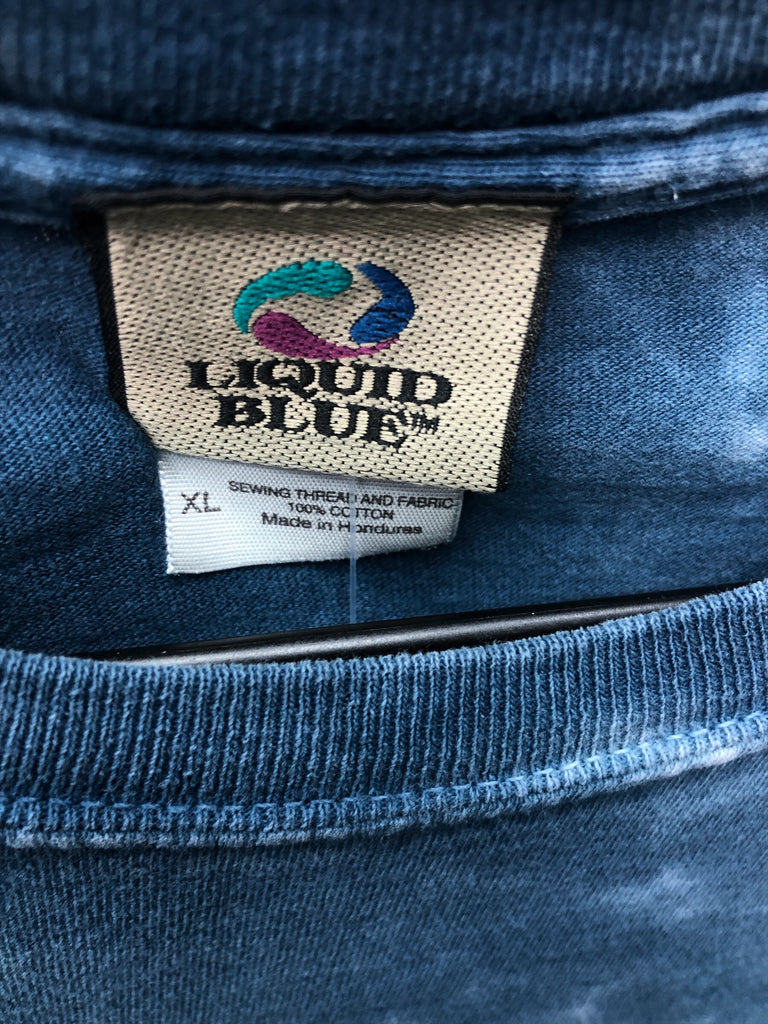 LIQUID
BLUE™
XL
SEWING THREAD AND FABRIC
100% COTTON
Made in Honduras